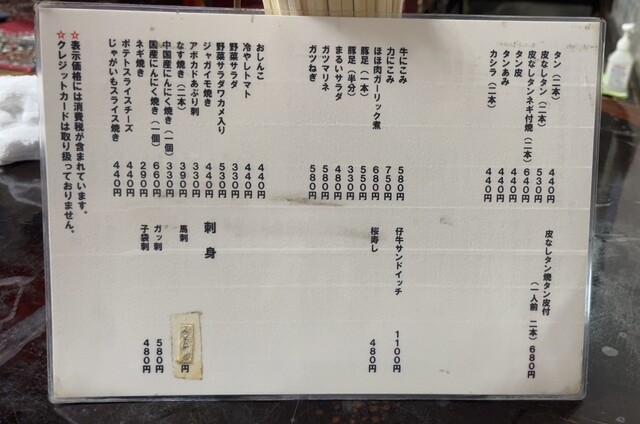 タン（二本） 440円
皮なしタン（二本） 530円
皮なしタンネギ付焼（二本） 640円
タン皮 440円
タンあみ 440円
カシラ（二本） 440円
皮なしタン焼タン皮付
（一人前 二本） 680円
牛にこみ 580円
力にこみ 750円
ほほ肉ガーリック煮 680円
豚足（一本） 550円
豚足（半分） 330円
まるいサラダ 480円
ガツマリネ 580円
ガツねぎ 580円
仔牛サンドイッチ 1100円
桜寿し 480円
おしんこ 440円
冷やしトマト 440円
野菜サラダ 330円
野菜サラダワカメ入り 530円
ジャガイモ焼き 440円
アボカドあぶり刺 330円
なす焼き（二本） 390円
中国産にんにく焼き（一個） 330円
国産にんにく焼き（一個） 660円
ネギ焼き 290円
ポテトスライスチーズ 440円
じゃがいもスライス焼き 440円
刺身
馬刺 円
ガッ刺 580円
子袋刺 480円
☆表示価格には消費税が含まれています。
☆クレジットカードは取り扱っておりません。